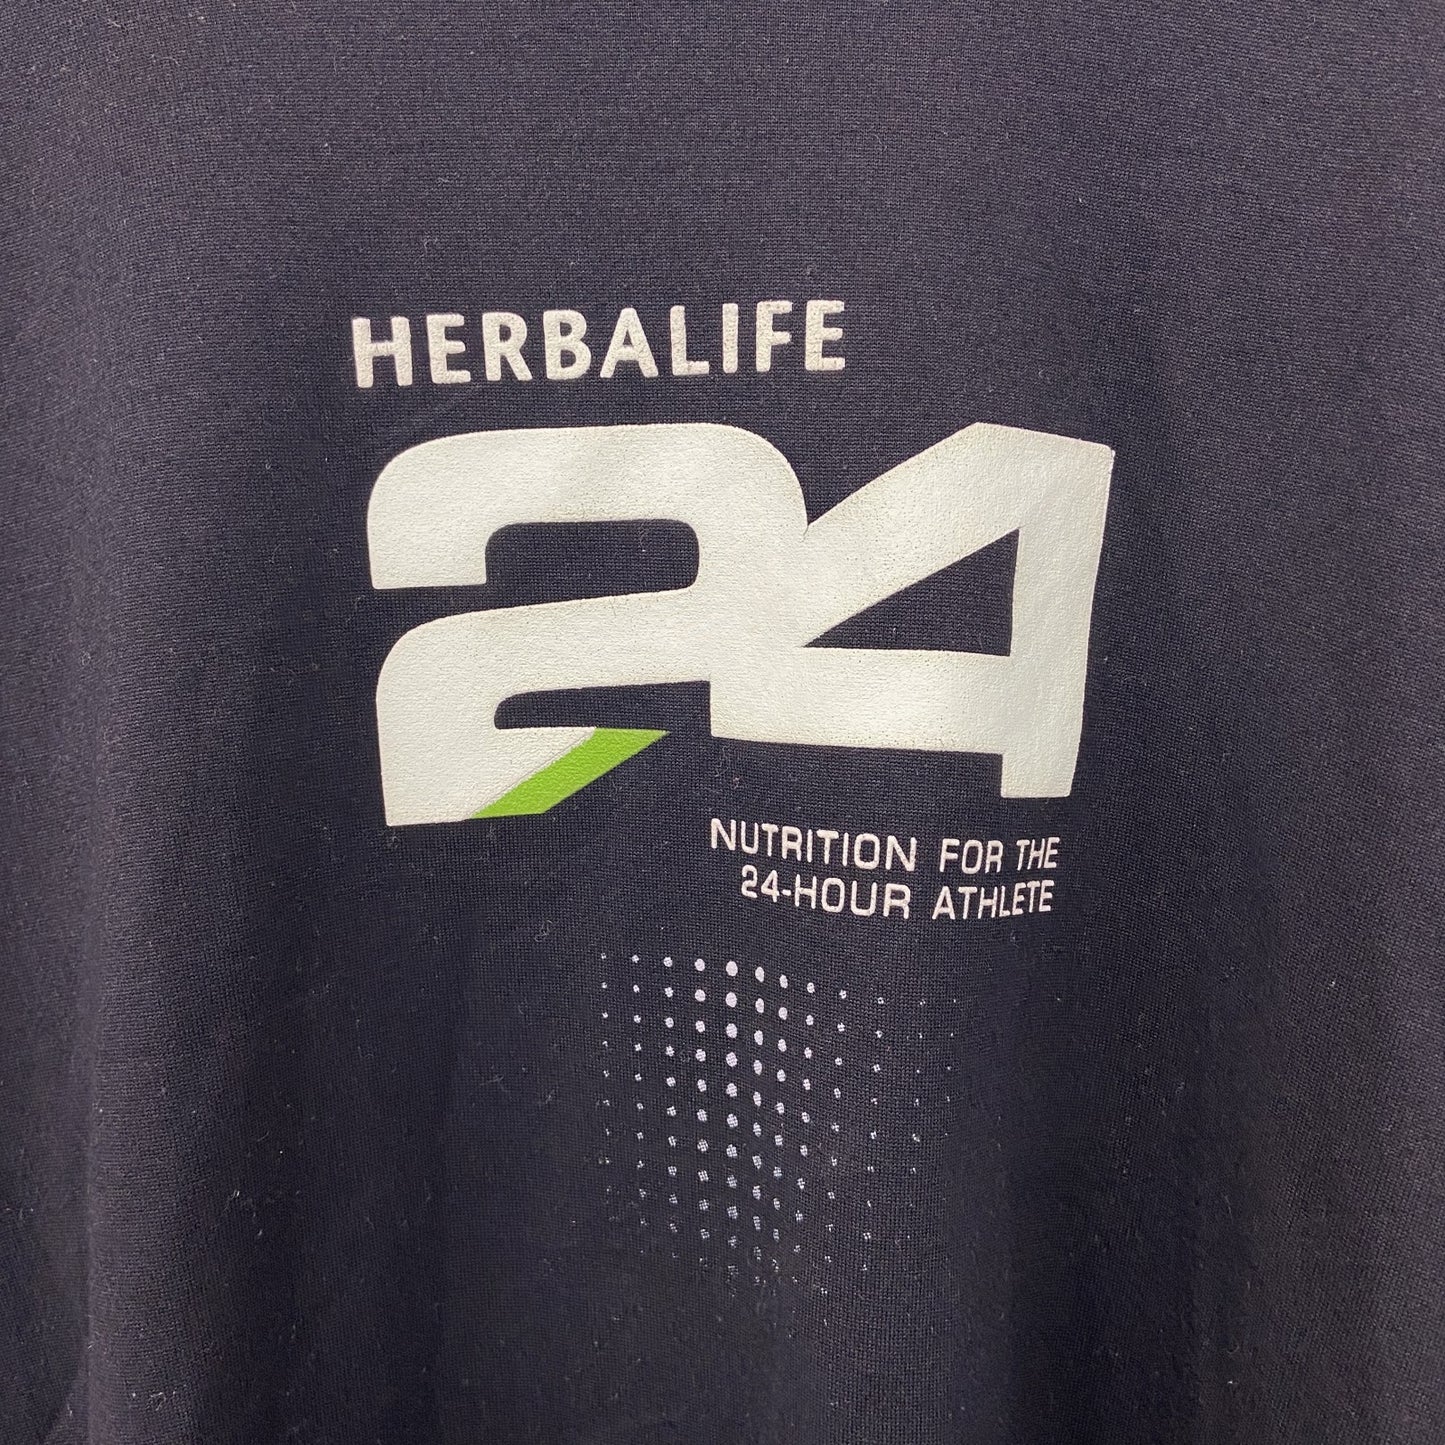 HERBALIFE
24
NUTRITION FOR THE
24-HOUR ATHLETE